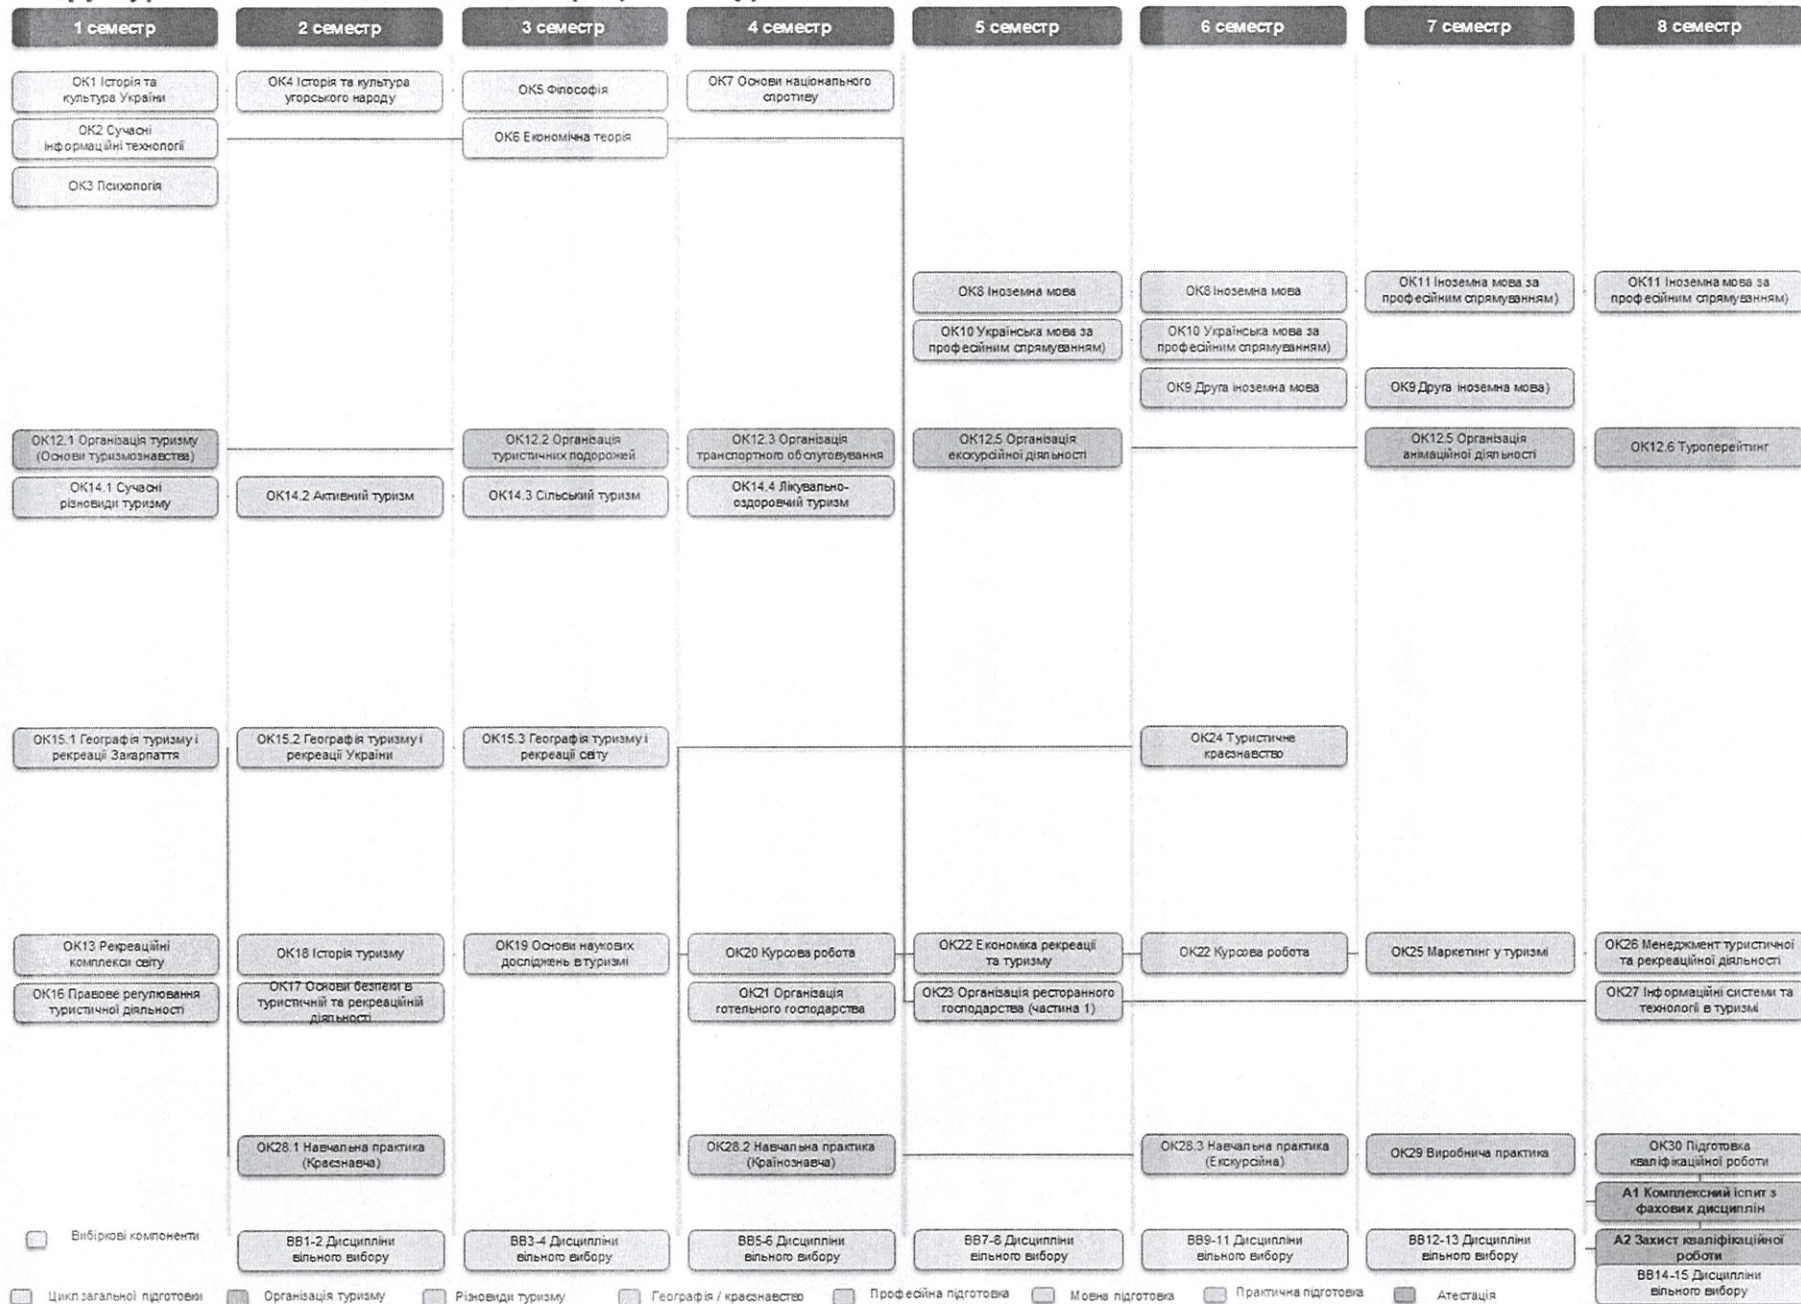 1 семестр
2 семестр
3 семестр
4 семестр
5 семестр
6 семестр
7 семестр
8 семестр
ОК1 Історія та
культура України
ОК4 Історія та культура
угорського народу
ОК5 Філософія
ОК7 Основи національного
спротиву
ОК2 Сучасні
інформаційні технології
ОК6 Економічна теорія
ОК3 Психологія
ОК8 Іноземна мова
ОК8 Іноземна мова
ОК11 Іноземна мова за
професійним спрямуванням)
ОК11 Іноземна мова за
професійним спрямуванням)
ОК10 Українська мова за
професійним спрямуванням)
ОК10 Українська мова за
професійним спрямуванням)
ОК9 Друга іноземна мова
ОК9 Друга іноземна мова)
ОК12.1 Організація туризму
(Основи туризмознавства)
ОК12.2 Організація
туристичних подорожей
ОК12.3 Організація
транспортного обслуговування
ОК12.5 Організація
екскурсійної діяльності
ОК12.5 Організація
анімаційної діяльності
ОК12.6 Туроперейтинг
ОК14.1 Сучасні
різновиди туризму
ОК14.2 Активний туризм
ОК14.3 Сільський туризм
ОК14.4 Лікувально-
оздоровчий туризм
ОК15.1 Географія туризму і
рекреації Закарпаття
ОК15.2 Географія туризму і
рекреації України
ОК15.3 Географія туризму і
рекреації світу
ОК24 Туристичне
краєзнавство
ОК13 Рекреаційні
комплекси світу
ОК18 Історія туризму
ОК19 Основи наукових
досліджень в туризмі
ОК20 Курсова робота
ОК22 Економіка рекреації
та туризму
ОК22 Курсова робота
ОК25 Маркетинг у туризмі
ОК26 Менеджмент туристичної
та рекреаційної діяльності
ОК16 Правове регулювання
туристичної діяльності
ОК17 Основи безпеки в
туристичній та рекреаційній
діяльності
ОК21 Організація
готельного господарства
ОК23 Організація ресторанного
господарства (частина 1)
ОК27 Інформаційні системи та
технології в туризмі
ОК28.1 Навчальна практика
(Краєзнавча)
ОК28.2 Навчальна практика
(Країнознавча)
ОК28.3 Навчальна практика
(Екскурсійна)
ОК29 Виробнича практика
ОК30 Підготовка
кваліфікаційної роботи
А1 Комплексний іспит з
фахових дисциплін
Вибіркові компоненти
ВВ1-2 Дисципліни
вільного вибору
ВВ3-4 Дисципліни
вільного вибору
ВВ5-6 Дисципліни
вільного вибору
ВВ7-8 Дисципліни
вільного вибору
ВВ9-11 Дисципліни
вільного вибору
ВВ12-13 Дисципліни
вільного вибору
А2 Захист кваліфікаційної
роботи
ВВ14-15 Дисципліни
вільного вибору
Цикл загальної підготовки
Організація туризму
Різновиди туризму
Географія / краєзнавство
Професійна підготовка
Мовна підготовка
Практична підготовка
Атестація